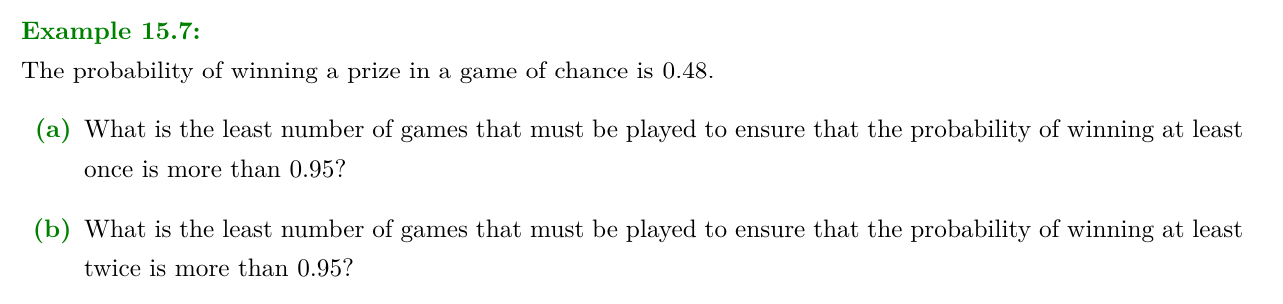 Example 15.7:
The probability of winning a prize in a game of chance is 0.48.
(a) What is the least number of games that must be played to ensure that the probability of winning at least
once is more than 0.95?
(b) What is the least number of games that must be played to ensure that the probability of winning at least
twice is more than 0.95?